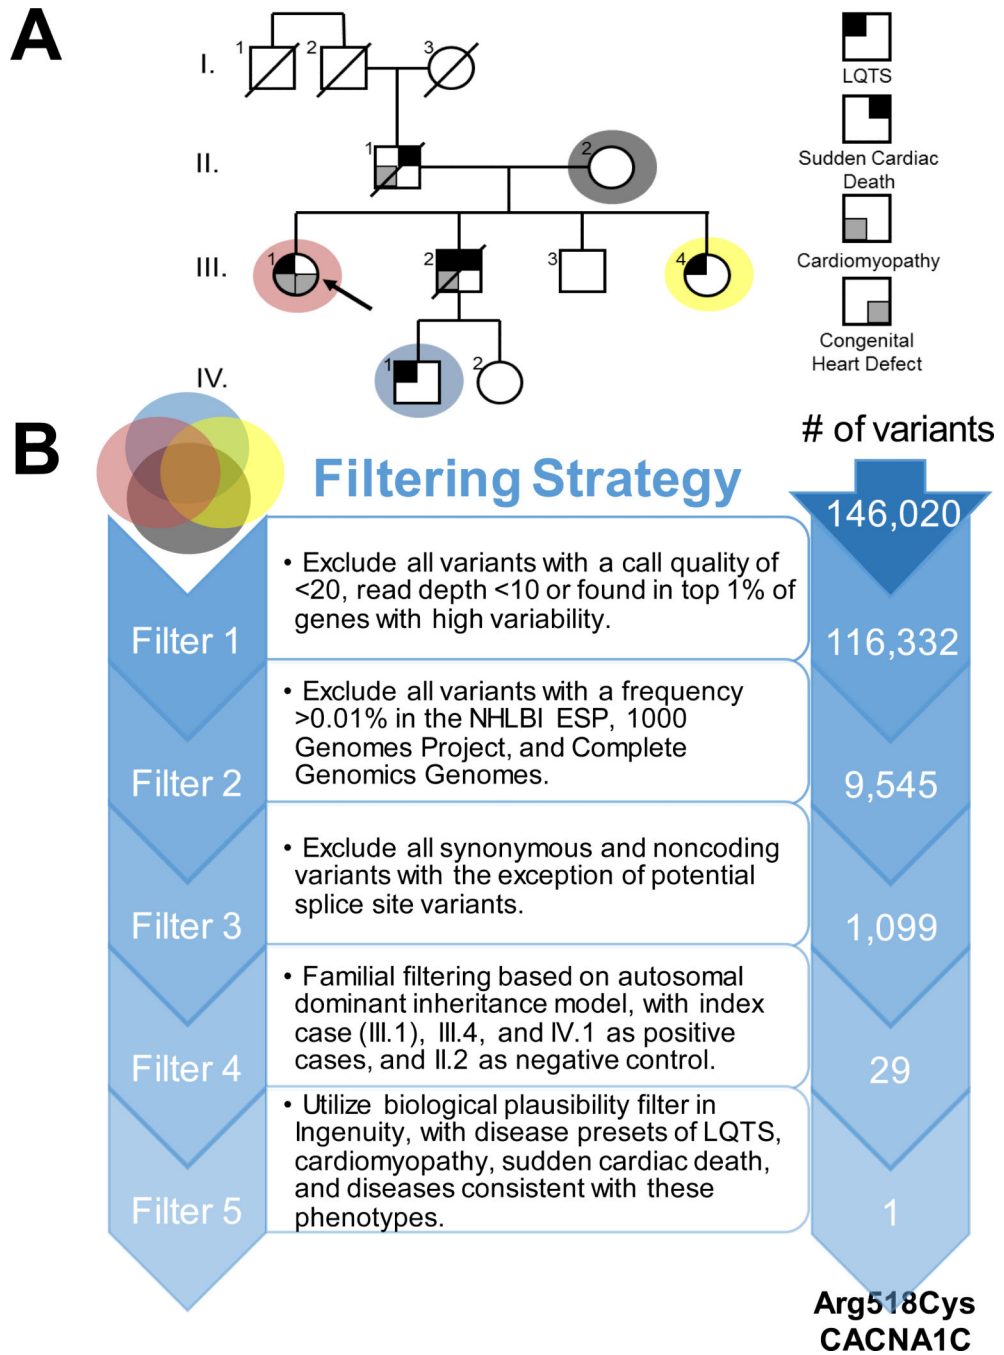 A
I.
1
2
3
LQTS
Sudden Cardiac
Death
II.
1
2
Cardiomyopathy
III.
1
2
3
4
Congenital
Heart Defect
IV.
1
2
B
Filtering Strategy
# of variants
146,020
Filter 1
• Exclude all variants with a call quality of
<20, read depth <10 or found in top 1% of
genes with high variability.
116,332
Filter 2
• Exclude all variants with a frequency
>0.01% in the NHLBI ESP, 1000
Genomes Project, and Complete
Genomics Genomes.
9,545
Filter 3
• Exclude all synonymous and noncoding
variants with the exception of potential
splice site variants.
1,099
Filter 4
• Familial filtering based on autosomal
dominant inheritance model, with index
case (III.1), III.4, and IV.1 as positive
cases, and II.2 as negative control.
29
Filter 5
• Utilize biological plausibility filter in
Ingenuity, with disease presets of LQTS,
cardiomyopathy, sudden cardiac death,
and diseases consistent with these
phenotypes.
1
Arg518Cys
CACNA1C